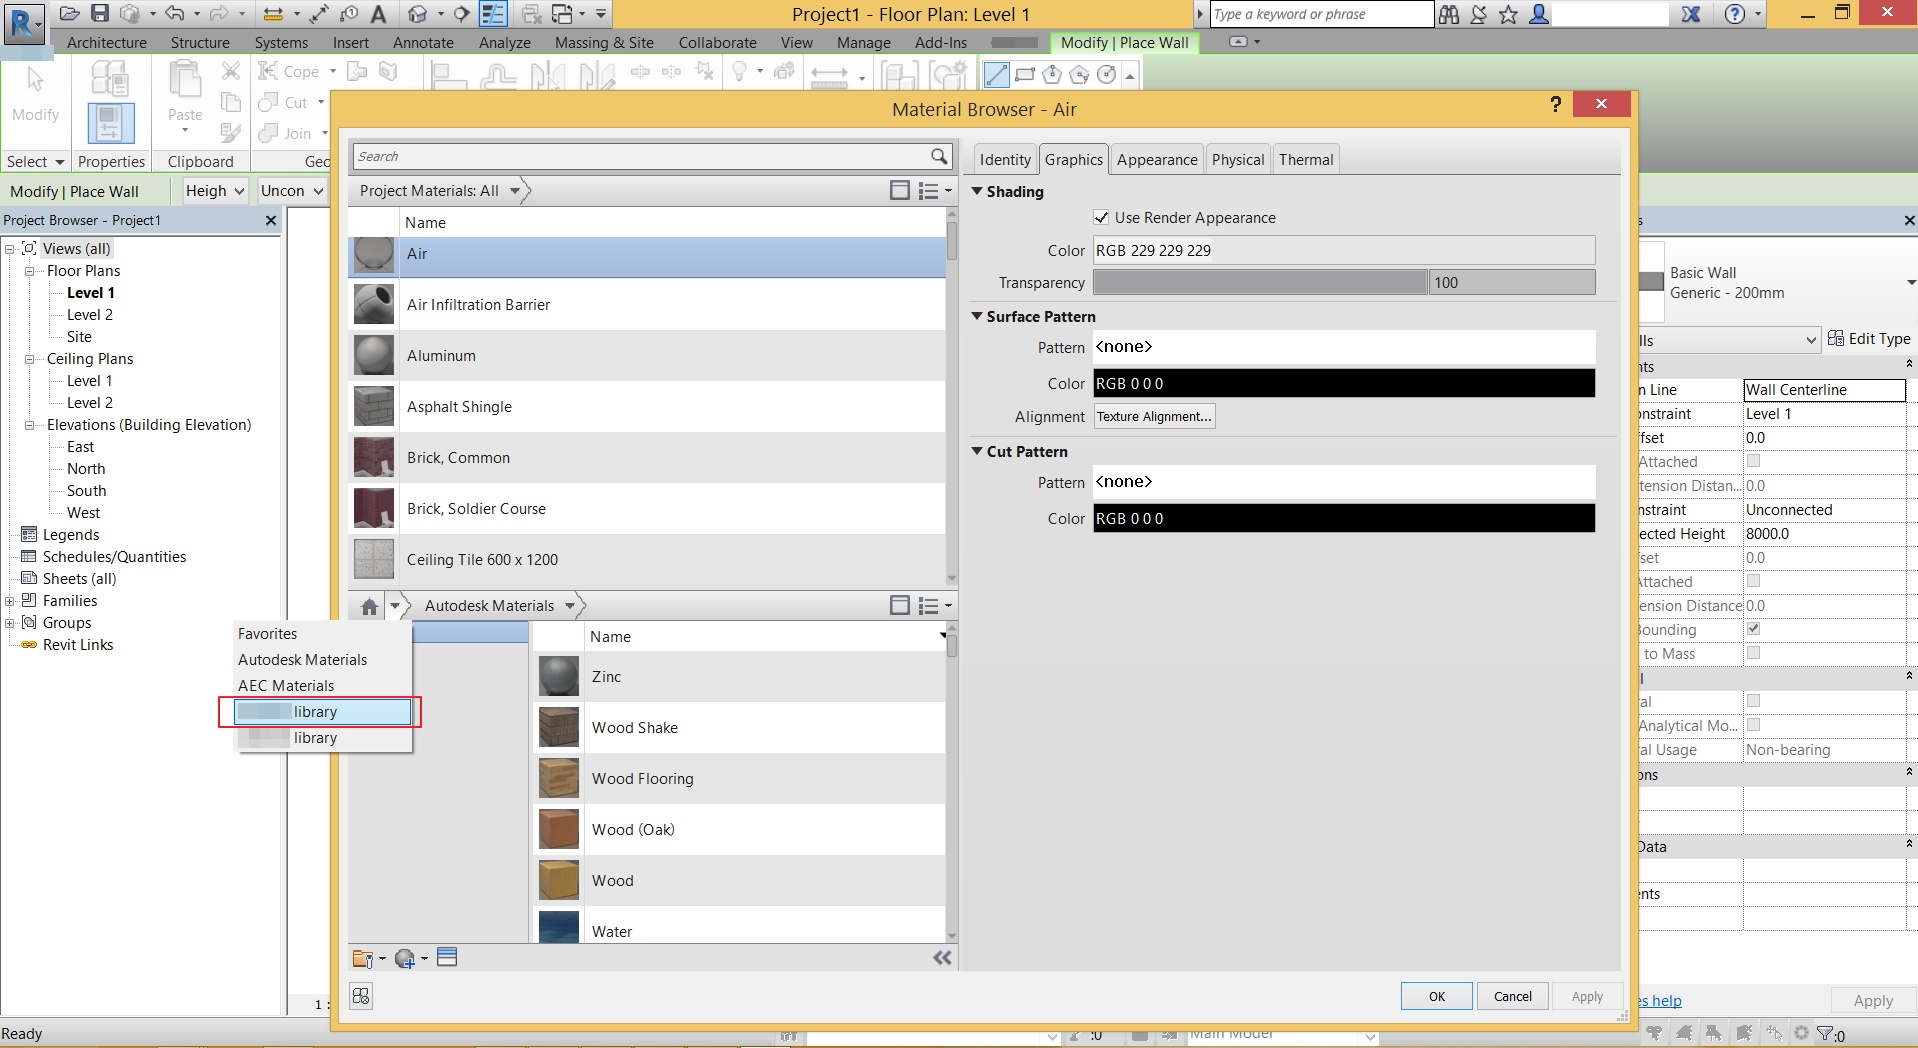 Project1 - Floor Plan: Level 1
Type a keyword or phrase
Architecture Structure Systems Insert Annotate Analyze Massing & Site Collaborate View Manage Add-Ins Modify | Place Wall
Modify
Paste
Cope
Cut
Join
Select Properties Clipboard Geo
Modify | Place Wall Heigh Uncon
Project Browser - Project1
Views (all)
Floor Plans
Level 1
Level 2
Site
Ceiling Plans
Level 1
Level 2
Elevations (Building Elevation)
East
North
South
West
Legends
Schedules/Quantities
Sheets (all)
Families
Groups
Revit Links
Material Browser - Air
Search
Project Materials: All
Name
Air
Air Infiltration Barrier
Aluminum
Asphalt Shingle
Brick, Common
Brick, Soldier Course
Ceiling Tile 600 x 1200
Autodesk Materials
Favorites
Autodesk Materials
AEC Materials
library
library
Name
Zinc
Wood Shake
Wood Flooring
Wood (Oak)
Wood
Water
Identity Graphics Appearance Physical Thermal
Shading
Use Render Appearance
Color RGB 229 229 229
Transparency 100
Surface Pattern
Pattern <none>
Color RGB 0 0 0
Alignment Texture Alignment...
Cut Pattern
Pattern <none>
Color RGB 0 0 0
OK Cancel Apply
s
Basic Wall
Generic - 200mm
lls Edit Type
nts
n Line Wall Centerline
onstraint Level 1
ffset 0.0
Attached
tension Distan... 0.0
nstraint Unconnected
ected Height 8000.0
fset 0.0
Attached
ension Distance 0.0
Bounding
to Mass
l
ral
Analytical Mo...
ral Usage Non-bearing
ons
Data
ents
es help Apply
1 :
Ready :0 Main Model :0